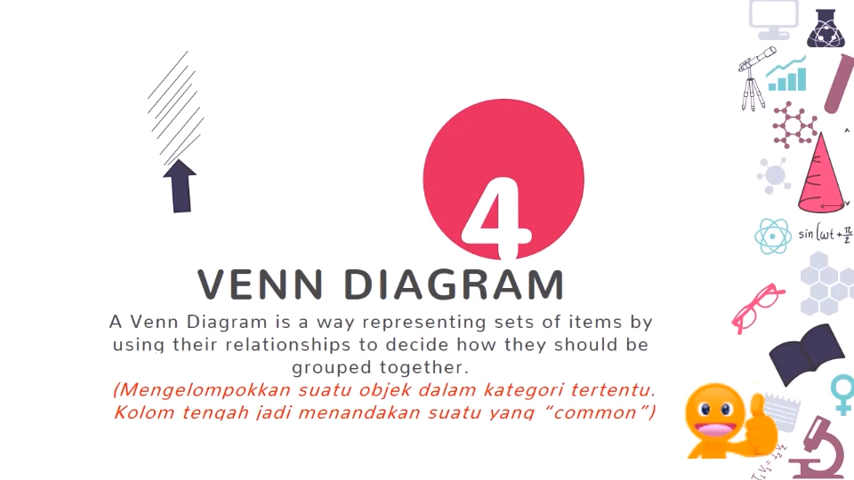 4
VENN DIAGRAM
A Venn Diagram is a way representing sets of items by
using their relationships to decide how they should be
grouped together.
(Mengelompokkan suatu objek dalam kategori tertentu.
Kolom tengah jadi menandakan suatu yang “common”)
sin(ωt+π/2
T₁V₁=T₂V₂